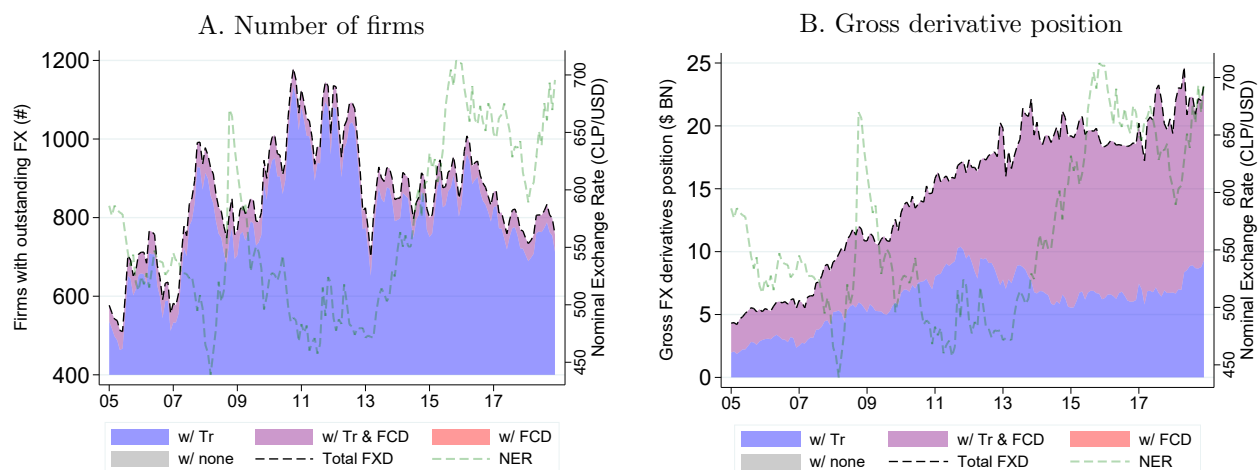 A. Number of firms
Firms with outstanding FX (#)
1200
1000
800
600
400
700
650
600
550
500
450
Nominal Exchange Rate (CLP/USD)
05 07 09 11 13 15 17
w/ Tr w/ Tr & FCD w/ FCD
w/ none Total FXD NER
B. Gross derivative position
Gross FX derivatives position ($ BN)
25
20
15
10
5
0
700
650
600
550
500
450
Nominal Exchange Rate (CLP/USD)
05 07 09 11 13 15 17
w/ Tr w/ Tr & FCD w/ FCD
w/ none Total FXD NER